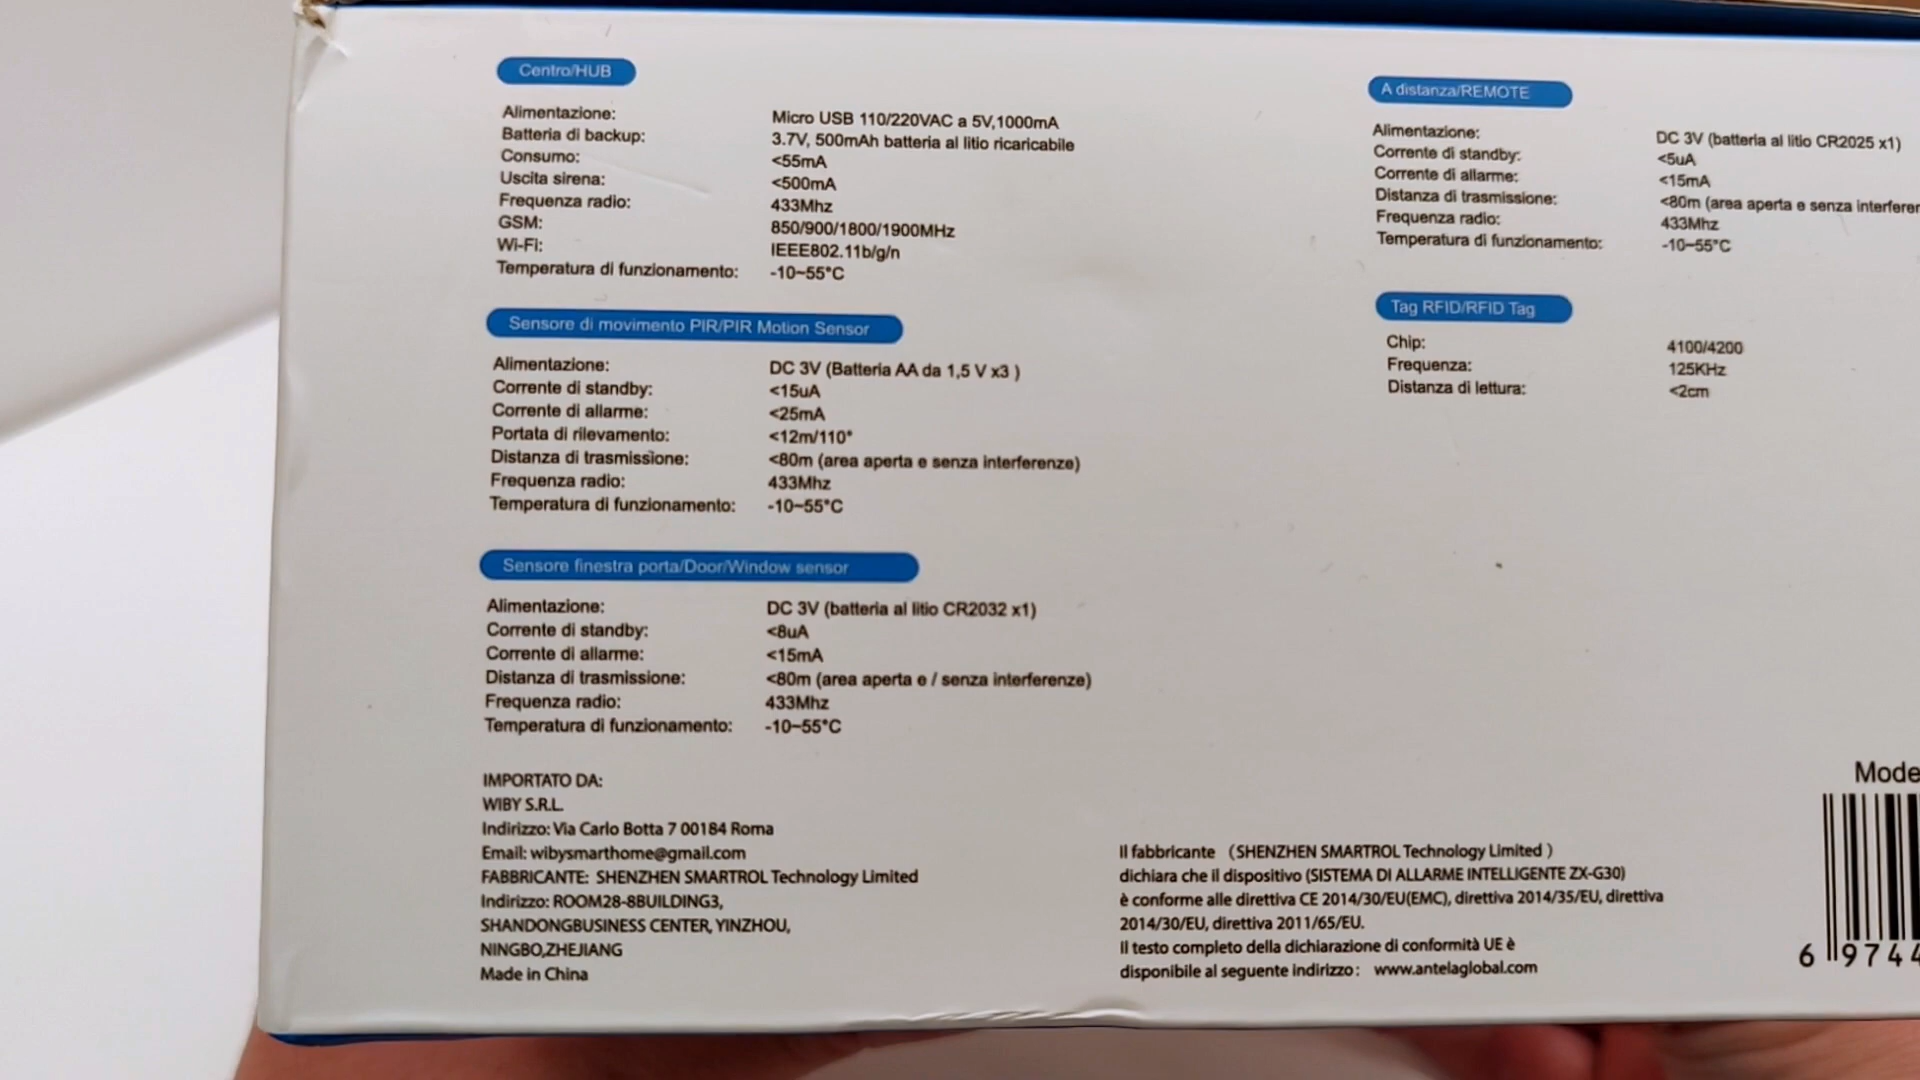 Centro/HUB
Alimentazione: Micro USB 110/220VAC a 5V,1000mA
Batteria di backup: 3.7V, 500mAh batteria al litio ricaricabile
Consumo: <55mA
Uscita sirena: <500mA
Frequenza radio: 433Mhz
GSM: 850/900/1800/1900MHz
Wi-Fi: IEEE802.11b/g/n
Temperatura di funzionamento: -10~55°C
Sensore di movimento PIR/PIR Motion Sensor
Alimentazione: DC 3V (Batteria AA da 1,5 V x3 )
Corrente di standby: <15uA
Corrente di allarme: <25mA
Portata di rilevamento: <12m/110°
Distanza di trasmissione: <80m (area aperta e senza interferenze)
Frequenza radio: 433Mhz
Temperatura di funzionamento: -10~55°C
Sensore finestra porta/Door/Window sensor
Alimentazione: DC 3V (batteria al litio CR2032 x1)
Corrente di standby: <8uA
Corrente di allarme: <15mA
Distanza di trasmissione: <80m (area aperta e / senza interferenze)
Frequenza radio: 433Mhz
Temperatura di funzionamento: -10~55°C
IMPORTATO DA:
WIBY S.R.L.
Indirizzo: Via Carlo Botta 7 00184 Roma
Email: wibysmarthome@gmail.com
FABBRICANTE: SHENZHEN SMARTROL Technology Limited
Indirizzo: ROOM28-8BUILDING3,
SHANDONGBUSINESS CENTER, YINZHOU,
NINGBO,ZHEJIANG
Made in China
A distanza/REMOTE
Alimentazione: DC 3V (batteria al litio CR2025 x1)
Corrente di standby: <5uA
Corrente di allarme: <15mA
Distanza di trasmissione: <80m (area aperta e senza interferen
Frequenza radio: 433Mhz
Temperatura di funzionamento: -10~55°C
Tag RFID/RFID Tag
Chip: 4100/4200
Frequenza: 125KHz
Distanza di lettura: <2cm
Il fabbricante (SHENZHEN SMARTROL Technology Limited )
dichiara che il dispositivo (SISTEMA DI ALLARME INTELLIGENTE ZX-G30)
è conforme alle direttiva CE 2014/30/EU(EMC), direttiva 2014/35/EU, direttiva
2014/30/EU, direttiva 2011/65/EU.
Il testo completo della dichiarazione di conformità UE è
disponibile al seguente indirizzo: www.antelaglobal.com
Mode
6 9744